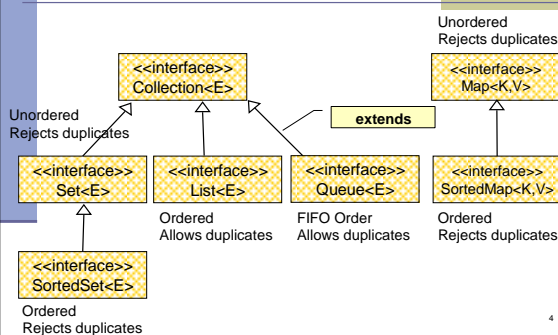 Unordered
Rejects duplicates
<<interface>>
Collection<E>
<<interface>>
Map<K,V>
extends
Unordered
Rejects duplicates
<<interface>>
Set<E>
<<interface>>
List<E>
<<interface>>
Queue<E>
<<interface>>
SortedMap<K,V>
Ordered
Allows duplicates
FIFO Order
Allows duplicates
Ordered
Rejects duplicates
<<interface>>
SortedSet<E>
Ordered
Rejects duplicates
4